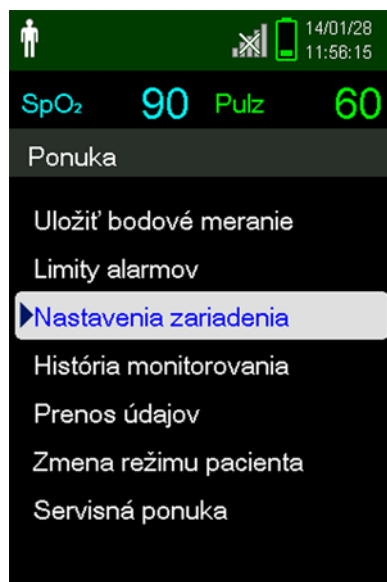 14/01/28
11:56:15
SpO₂ 90 Pulz 60
Ponuka
Uložiť bodové meranie
Limity alarmov
Nastavenia zariadenia
História monitorovania
Prenos údajov
Zmena režimu pacienta
Servisná ponuka